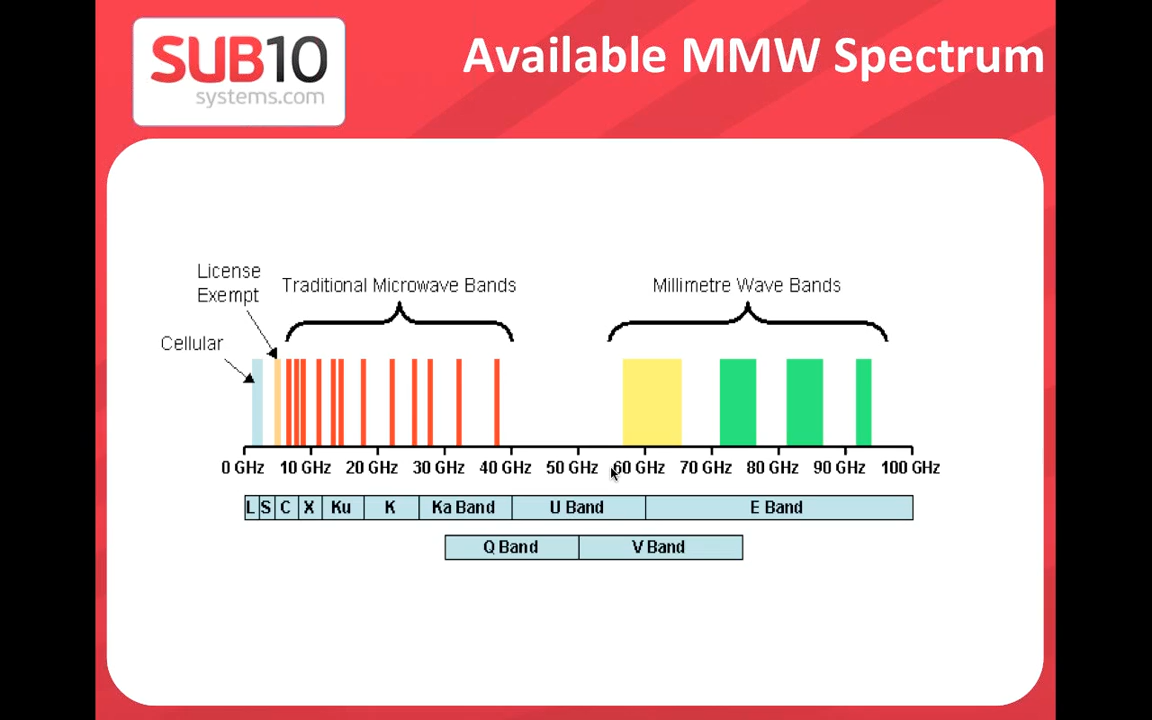 SUB10
systems.com
Available MMW Spectrum
License
Exempt
Traditional Microwave Bands
Millimetre Wave Bands
Cellular
0 GHz 10 GHz 20 GHz 30 GHz 40 GHz 50 GHz 60 GHz 70 GHz 80 GHz 90 GHz 100 GHz
L S C X Ku K Ka Band U Band E Band
Q Band V Band